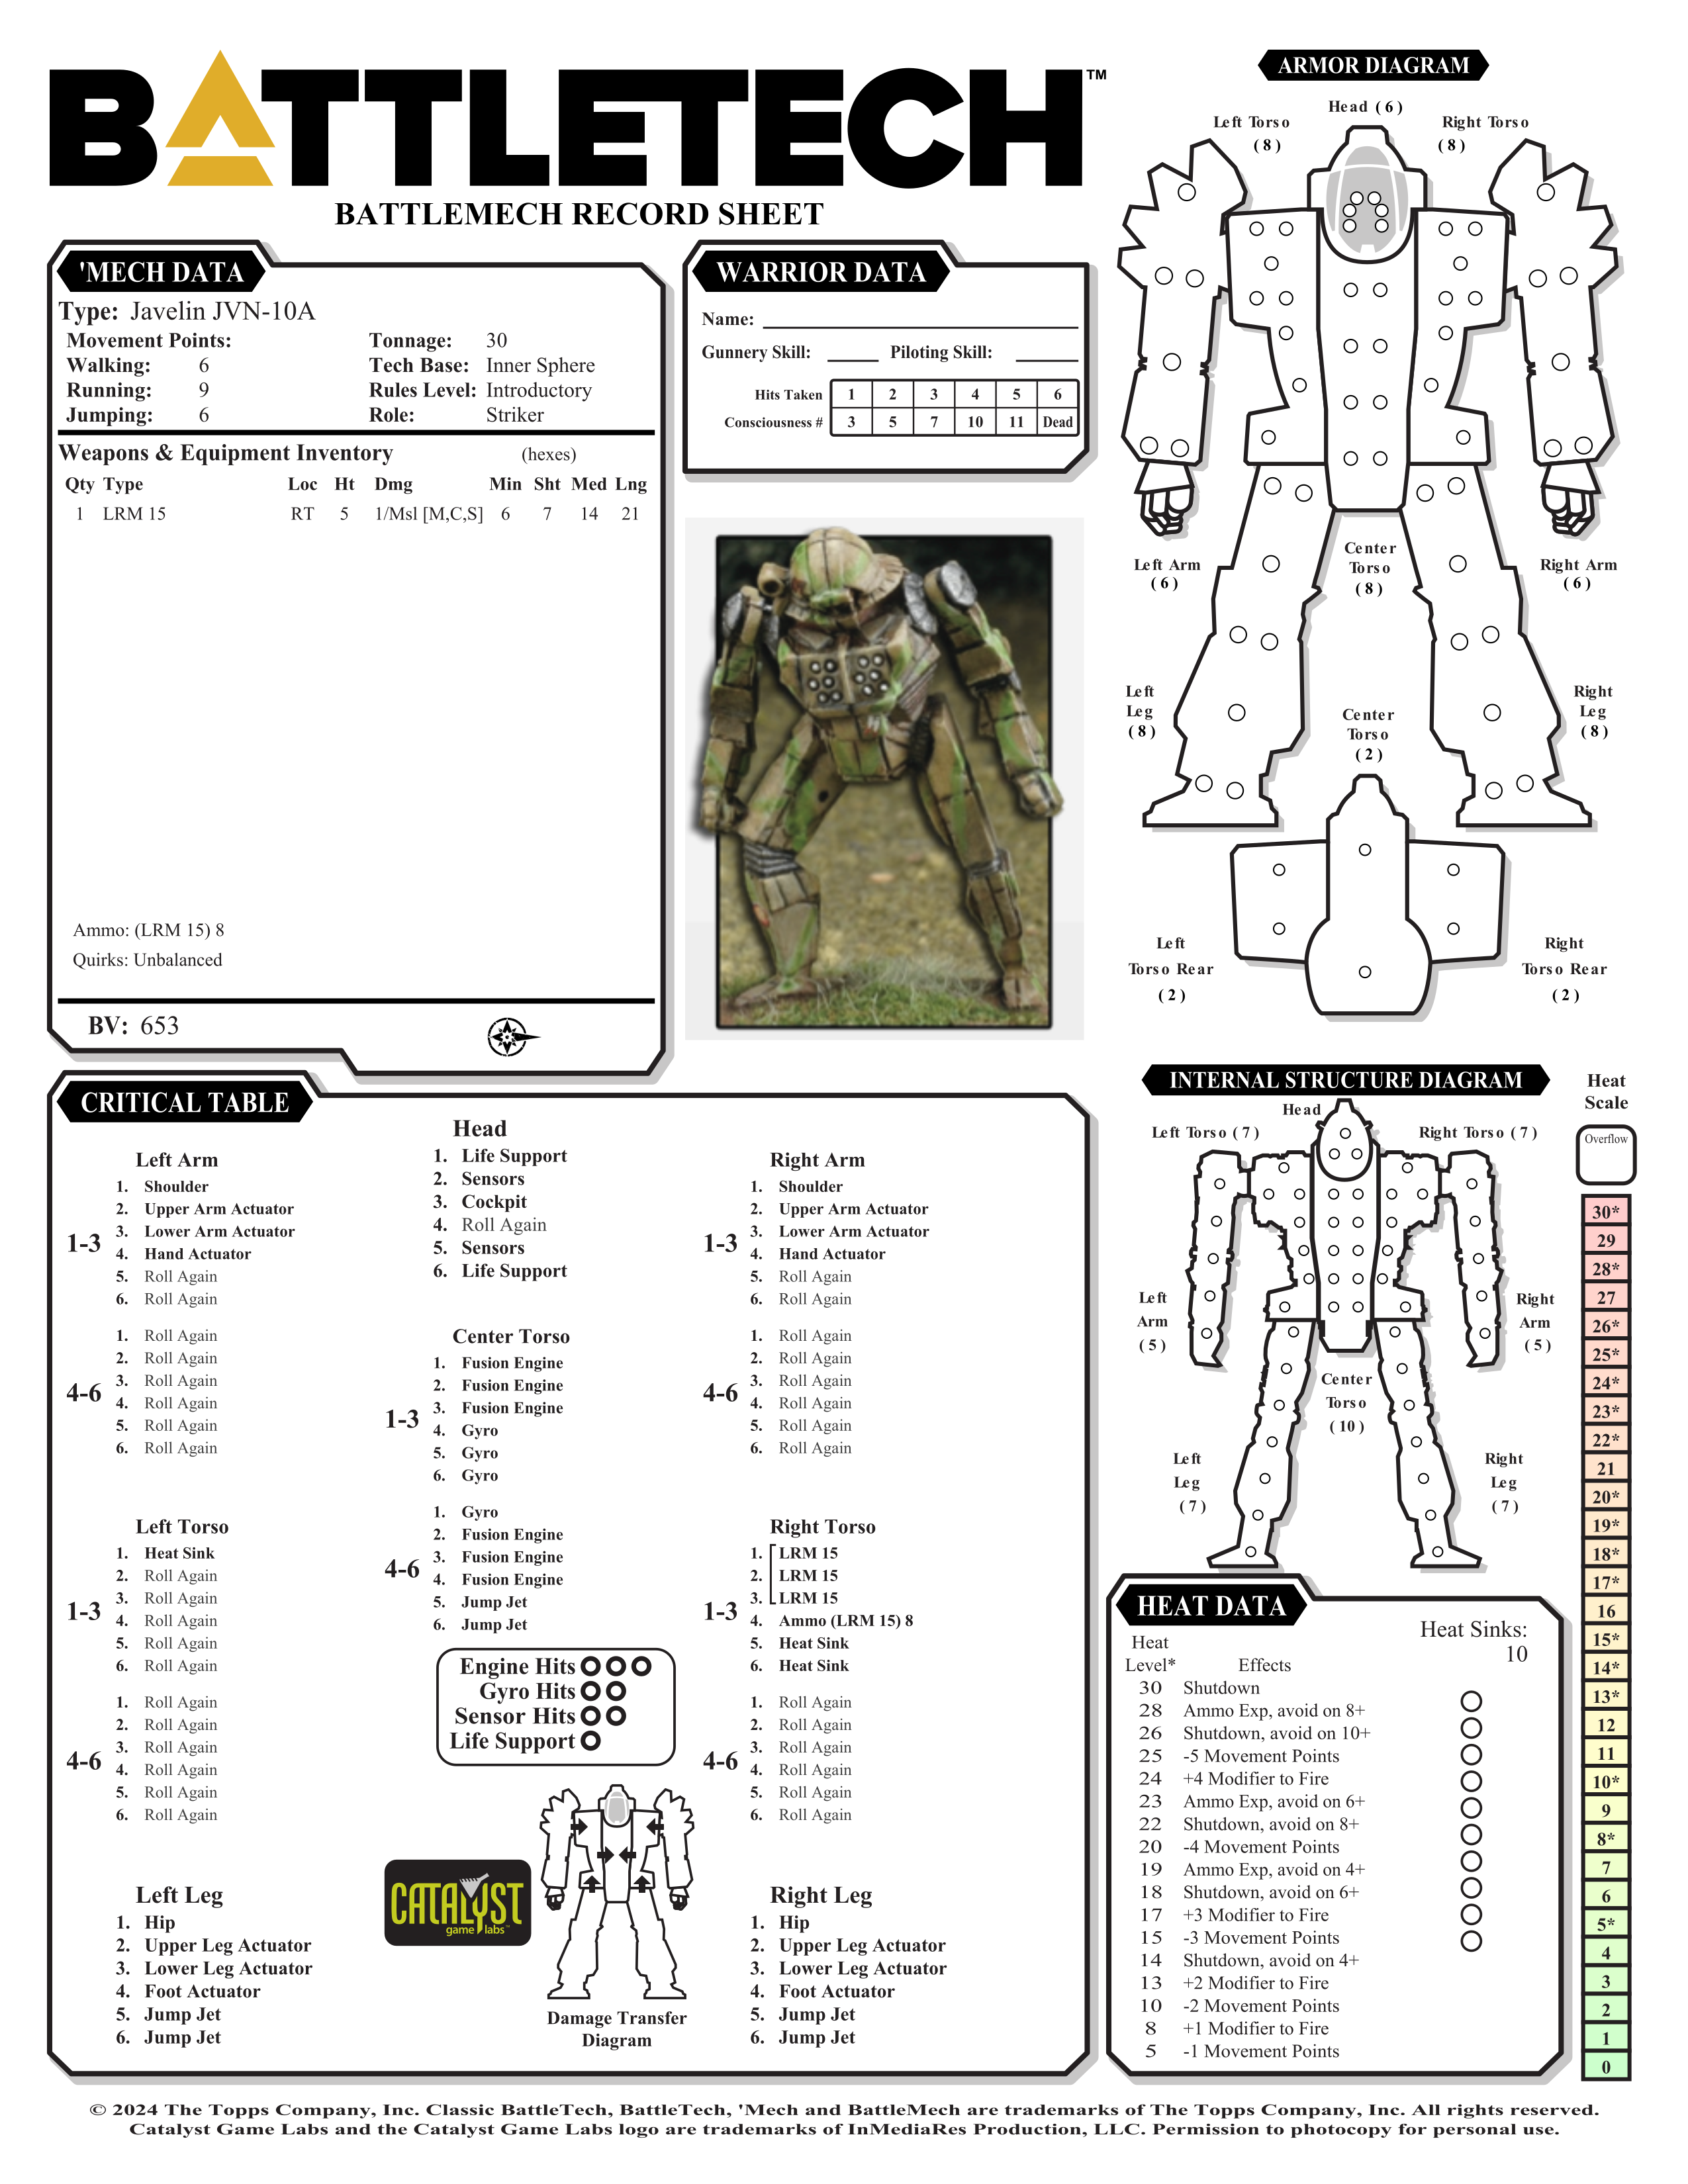 BATTLETECH™
BATTLEMECH RECORD SHEET
'MECH DATA
Type: Javelin JVN-10A
Movement Points:
Walking: 6
Running: 9
Jumping: 6
Tonnage: 30
Tech Base: Inner Sphere
Rules Level: Introductory
Role: Striker
Weapons & Equipment Inventory (hexes)
Qty Type Loc Ht Dmg Min Sht Med Lng
1 LRM 15 RT 5 1/Msl [M,C,S] 6 7 14 21
Ammo: (LRM 15) 8
Quirks: Unbalanced
BV: 653
WARRIOR DATA
Name:
Gunnery Skill: Piloting Skill:
Hits Taken 1 2 3 4 5 6
Consciousness # 3 5 7 10 11 Dead
ARMOR DIAGRAM
Head ( 6 )
Left Torso
( 8 )
Right Torso
( 8 )
Left Arm
( 6 )
Center
Torso
( 8 )
Right Arm
( 6 )
Left
Leg
( 8 )
Center
Torso
( 2 )
Right
Leg
( 8 )
Left
Torso Rear
( 2 )
Right
Torso Rear
( 2 )
CRITICAL TABLE
Left Arm
1-3
1. Shoulder
2. Upper Arm Actuator
3. Lower Arm Actuator
4. Hand Actuator
5. Roll Again
6. Roll Again
4-6
1. Roll Again
2. Roll Again
3. Roll Again
4. Roll Again
5. Roll Again
6. Roll Again
Left Torso
1-3
1. Heat Sink
2. Roll Again
3. Roll Again
4. Roll Again
5. Roll Again
6. Roll Again
4-6
1. Roll Again
2. Roll Again
3. Roll Again
4. Roll Again
5. Roll Again
6. Roll Again
Left Leg
1. Hip
2. Upper Leg Actuator
3. Lower Leg Actuator
4. Foot Actuator
5. Jump Jet
6. Jump Jet
Head
1. Life Support
2. Sensors
3. Cockpit
4. Roll Again
5. Sensors
6. Life Support
Center Torso
1-3
1. Fusion Engine
2. Fusion Engine
3. Fusion Engine
4. Gyro
5. Gyro
6. Gyro
4-6
1. Gyro
2. Fusion Engine
3. Fusion Engine
4. Fusion Engine
5. Jump Jet
6. Jump Jet
Engine Hits
Gyro Hits
Sensor Hits
Life Support
CATALYST
game labs™
Damage Transfer
Diagram
Right Arm
1-3
1. Shoulder
2. Upper Arm Actuator
3. Lower Arm Actuator
4. Hand Actuator
5. Roll Again
6. Roll Again
4-6
1. Roll Again
2. Roll Again
3. Roll Again
4. Roll Again
5. Roll Again
6. Roll Again
Right Torso
1-3
1. LRM 15
2. LRM 15
3. LRM 15
4. Ammo (LRM 15) 8
5. Heat Sink
6. Heat Sink
4-6
1. Roll Again
2. Roll Again
3. Roll Again
4. Roll Again
5. Roll Again
6. Roll Again
Right Leg
1. Hip
2. Upper Leg Actuator
3. Lower Leg Actuator
4. Foot Actuator
5. Jump Jet
6. Jump Jet
INTERNAL STRUCTURE DIAGRAM
Head
Left Torso ( 7 )
Right Torso ( 7 )
Left
Arm
( 5 )
Right
Arm
( 5 )
Center
Torso
( 10 )
Left
Leg
( 7 )
Right
Leg
( 7 )
Heat
Scale
Overflow
30*
29
28*
27
26*
25*
24*
23*
22*
21
20*
19*
18*
17*
16
15*
14*
13*
12
11
10*
9
8*
7
6
5*
4
3
2
1
0
HEAT DATA
Heat Sinks:
10
Heat
Level* Effects
30 Shutdown
28 Ammo Exp, avoid on 8+
26 Shutdown, avoid on 10+
25 -5 Movement Points
24 +4 Modifier to Fire
23 Ammo Exp, avoid on 6+
22 Shutdown, avoid on 8+
20 -4 Movement Points
19 Ammo Exp, avoid on 4+
18 Shutdown, avoid on 6+
17 +3 Modifier to Fire
15 -3 Movement Points
14 Shutdown, avoid on 4+
13 +2 Modifier to Fire
10 -2 Movement Points
8 +1 Modifier to Fire
5 -1 Movement Points
© 2024 The Topps Company, Inc. Classic BattleTech, BattleTech, 'Mech and BattleMech are trademarks of The Topps Company, Inc. All rights reserved.
Catalyst Game Labs and the Catalyst Game Labs logo are trademarks of InMediaRes Production, LLC. Permission to photocopy for personal use.